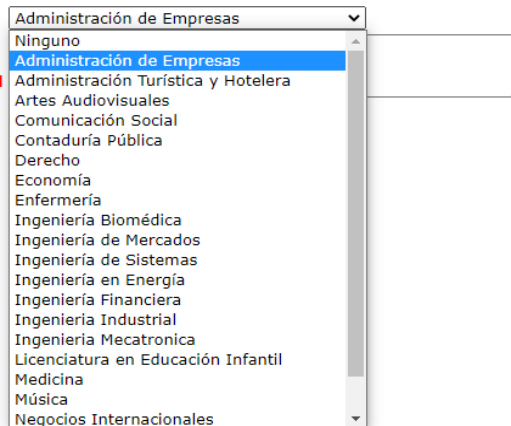 Administración de Empresas
Ninguno
Administración de Empresas
Administración Turística y Hotelera
Artes Audiovisuales
Comunicación Social
Contaduría Pública
Derecho
Economía
Enfermería
Ingeniería Biomédica
Ingeniería de Mercados
Ingeniería de Sistemas
Ingeniería en Energía
Ingeniería Financiera
Ingenieria Industrial
Ingenieria Mecatronica
Licenciatura en Educación Infantil
Medicina
Música
Negocios Internacionales